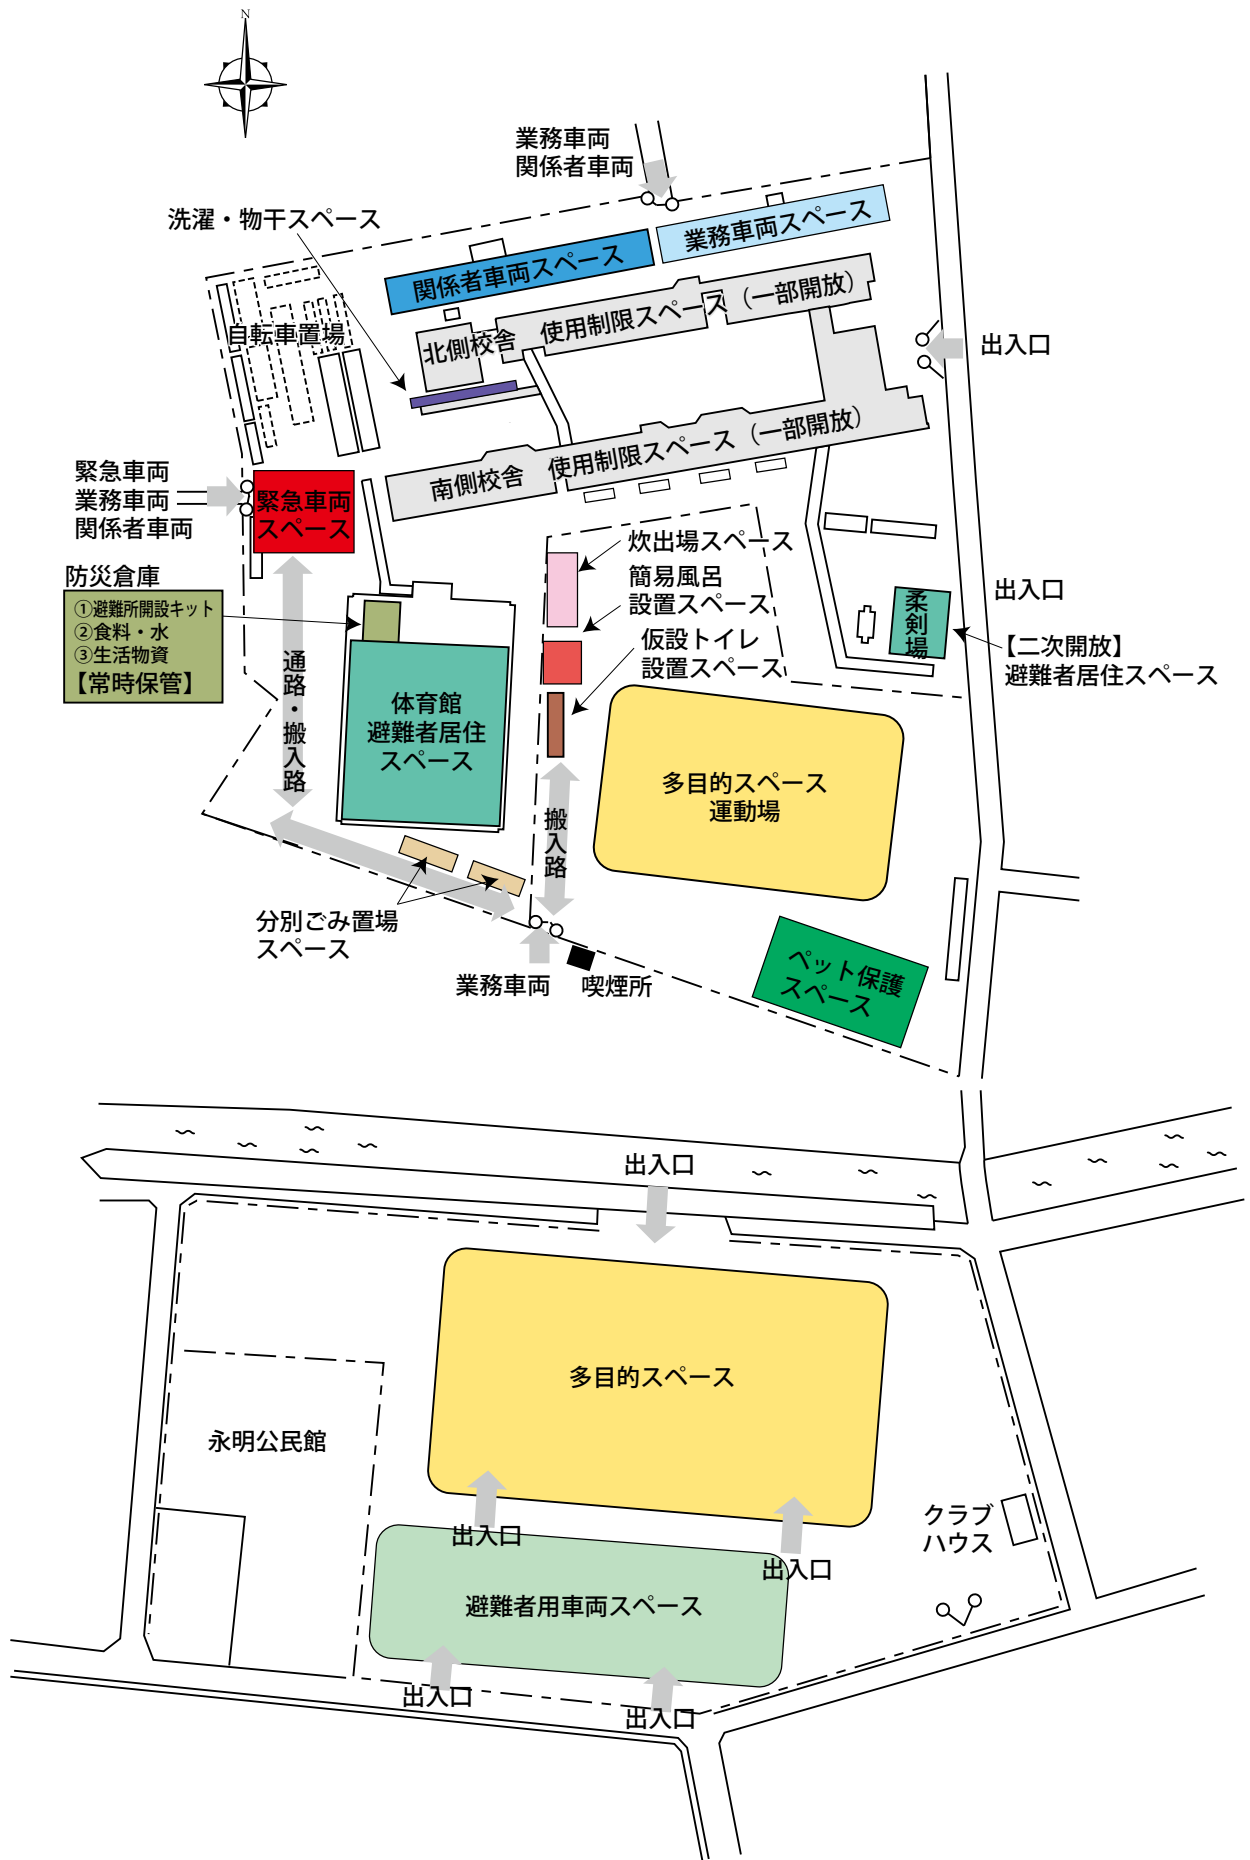 N
業務車両
関係者車両
洗濯・物干スペース
業務車両スペース
関係者車両スペース
自転車置場
北側校舎　使用制限スペース（一部開放）
出入口
南側校舎　使用制限スペース（一部開放）
緊急車両
業務車両
関係者車両
緊急車両
スペース
炊出場スペース
簡易風呂
設置スペース
仮設トイレ
設置スペース
防災倉庫
①避難所開設キット
②食料・水
③生活物資
【常時保管】
出入口
柔剣場
【二次開放】
避難者居住スペース
通路・搬入路
体育館
避難者居住
スペース
多目的スペース
運動場
搬入路
分別ごみ置場
スペース
業務車両
喫煙所
ペット保護
スペース
出入口
多目的スペース
永明公民館
クラブ
ハウス
出入口
出入口
避難者用車両スペース
出入口
出入口